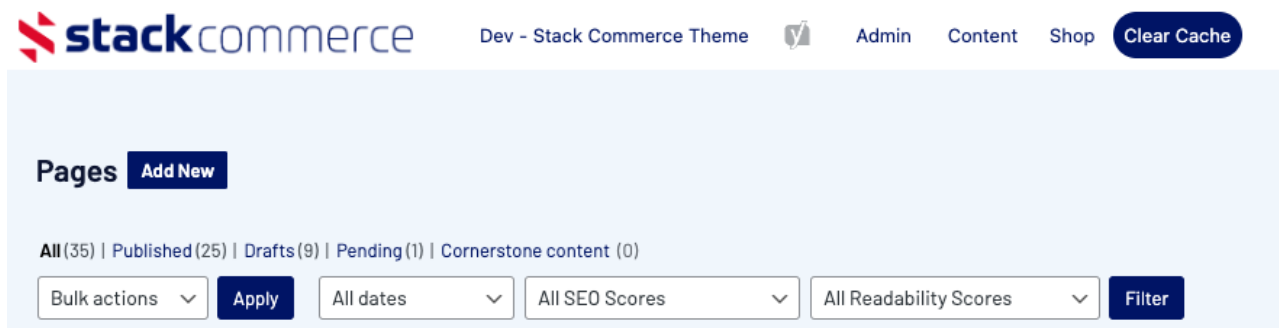 stackcommerce Dev - Stack Commerce Theme Admin Content Shop Clear Cache
Pages Add New
All (35) | Published (25) | Drafts (9) | Pending (1) | Cornerstone content (0)
Bulk actions Apply All dates All SEO Scores All Readability Scores Filter